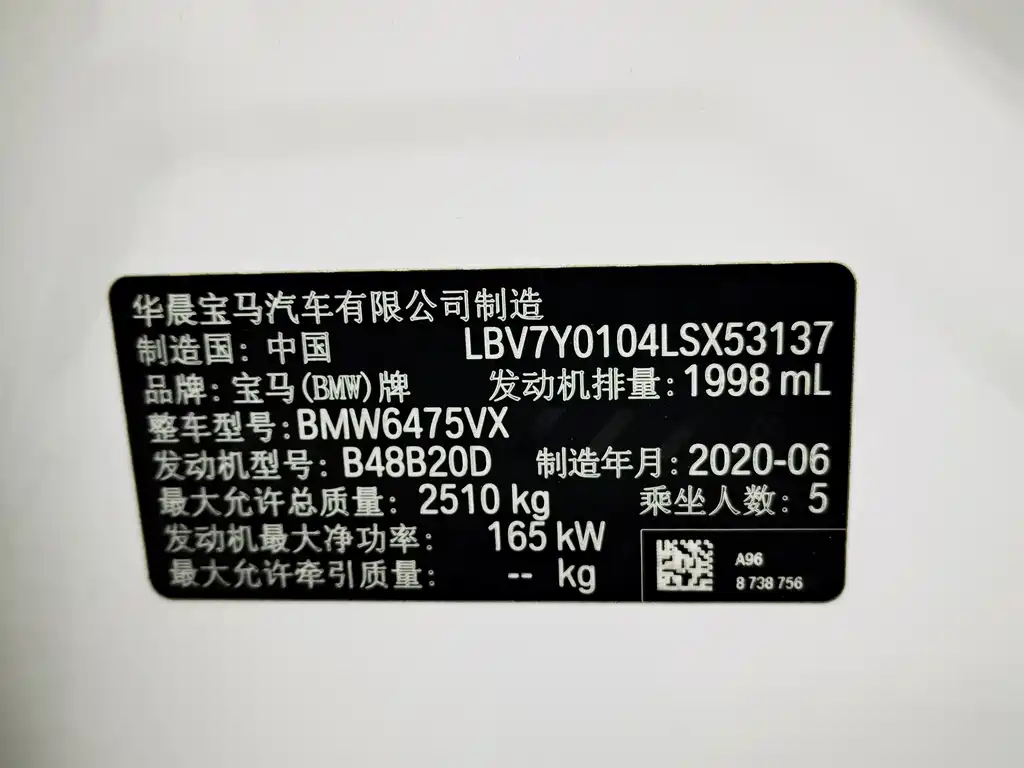 华晨宝马汽车有限公司制造
制造国：中国 LBV7Y0104LSX53137
品牌：宝马(BMW)牌 发动机排量：1998 mL
整车型号：BMW6475VX
发动机型号：B48B20D 制造年月：2020-06
最大允许总质量：2510 kg 乘坐人数：5
发动机最大净功率：165 kW
最大允许牵引质量：-- kg
A96
8 738 756